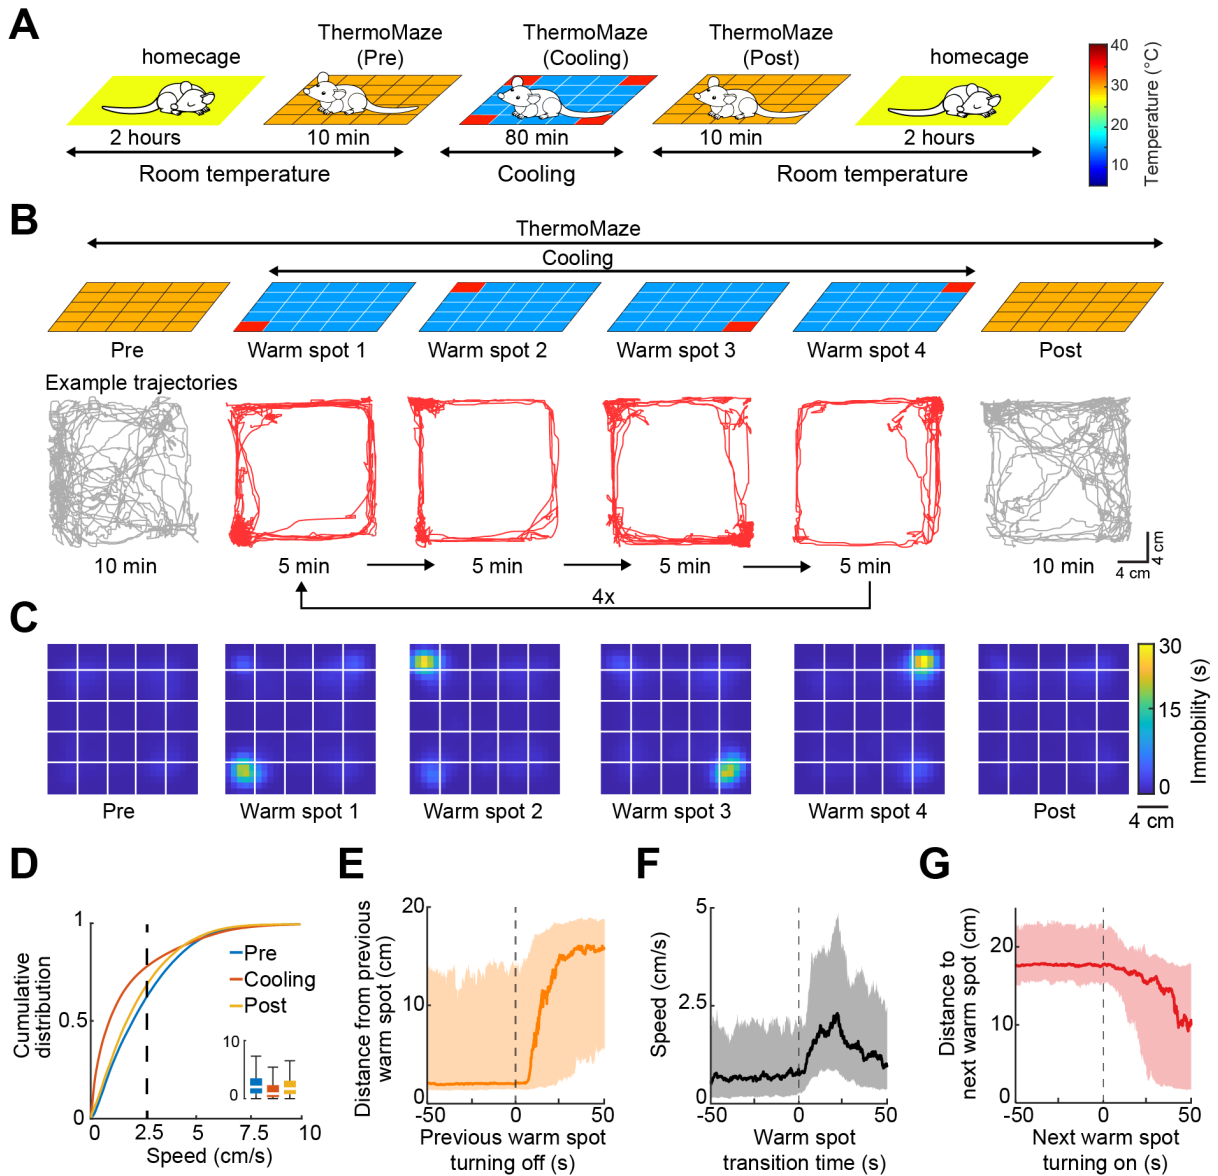 A
homecage
ThermoMaze
(Pre)
ThermoMaze
(Cooling)
ThermoMaze
(Post)
homecage
2 hours
10 min
80 min
10 min
2 hours
Room temperature
Cooling
Room temperature
40
30
20
10
Temperature (°C)
B
ThermoMaze
Cooling
Pre
Warm spot 1
Warm spot 2
Warm spot 3
Warm spot 4
Post
Example trajectories
10 min
5 min
5 min
5 min
5 min
10 min
4 cm
4 cm
4x
C
Pre
Warm spot 1
Warm spot 2
Warm spot 3
Warm spot 4
Post
30
15
0
Immobility (s)
4 cm
D
Cumulative
distribution
1
0.5
0
0
2.5
5
7.5
10
Speed (cm/s)
Pre
Cooling
Post
10
0
E
Distance from previous
warm spot (cm)
20
10
0
-50
0
50
Previous warm spot
turning off (s)
F
Speed (cm/s)
5
2.5
0
-50
0
50
Warm spot
transition time (s)
G
Distance to
next warm spot (cm)
20
10
0
-50
0
50
Next warm spot
turning on (s)